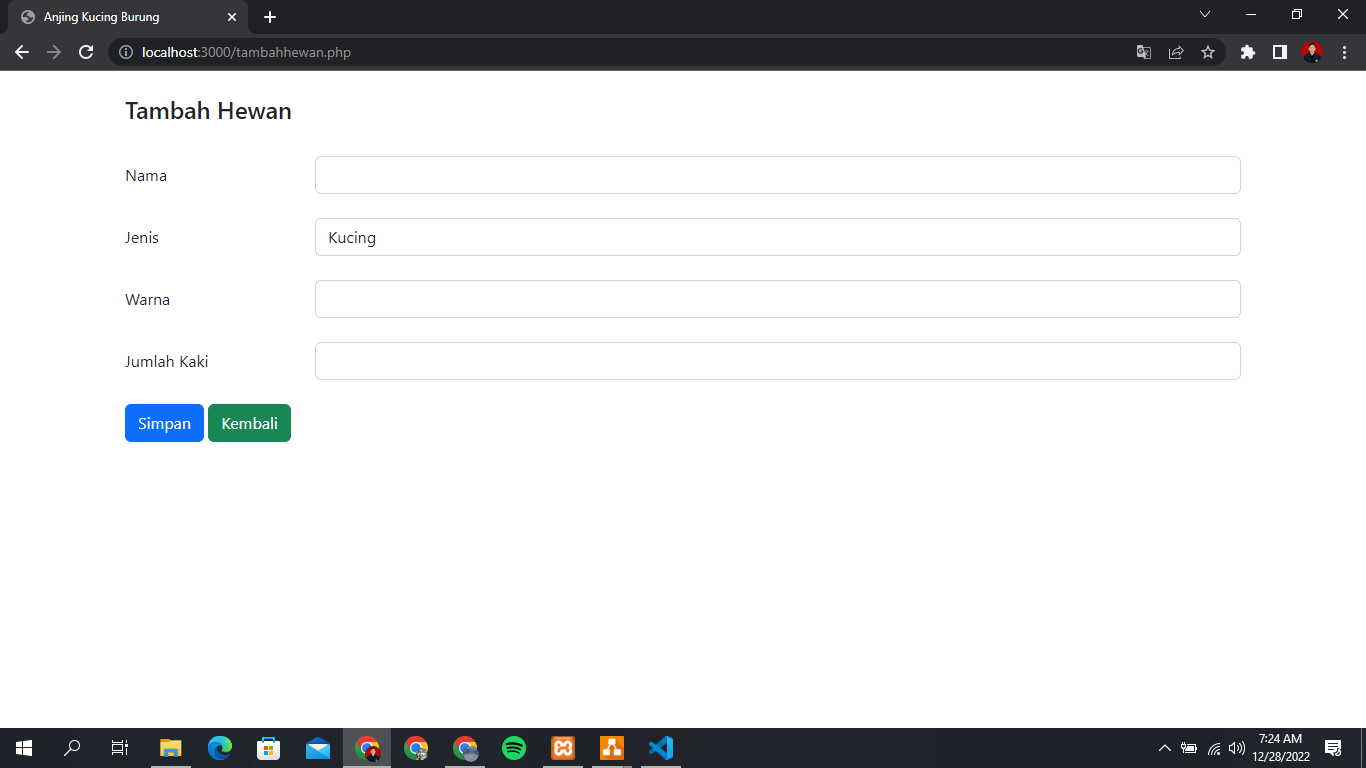 Anjing Kucing Burung
localhost:3000/tambahhewan.php
Tambah Hewan
Nama
Jenis
Kucing
Warna
Jumlah Kaki
Simpan
Kembali
7:24 AM
12/28/2022